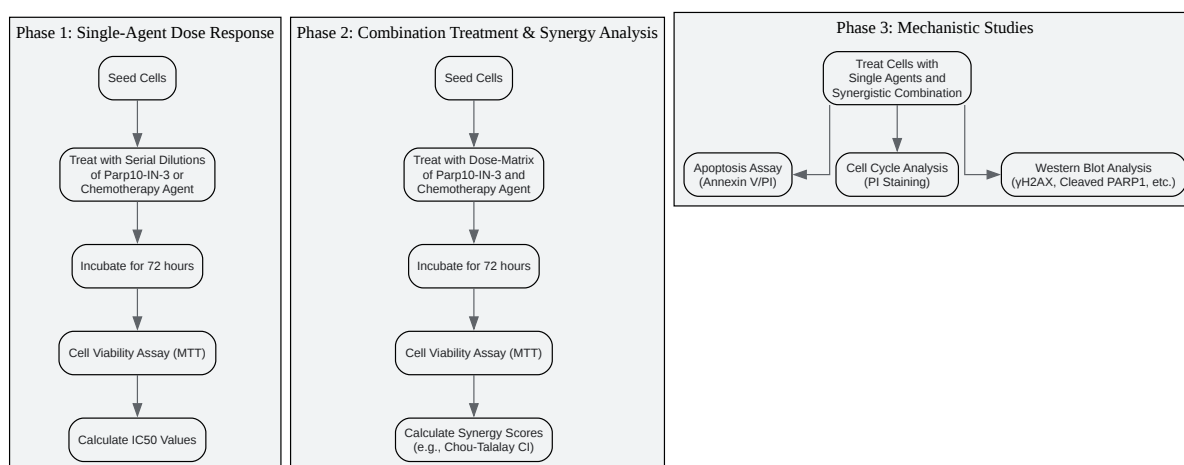 Phase 1: Single-Agent Dose Response
Seed Cells
Treat with Serial Dilutions
of Parp10-IN-3 or
Chemotherapy Agent
Incubate for 72 hours
Cell Viability Assay (MTT)
Calculate IC50 Values
Phase 2: Combination Treatment & Synergy Analysis
Seed Cells
Treat with Dose-Matrix
of Parp10-IN-3 and
Chemotherapy Agent
Incubate for 72 hours
Cell Viability Assay (MTT)
Calculate Synergy Scores
(e.g., Chou-Talalay CI)
Phase 3: Mechanistic Studies
Treat Cells with
Single Agents and
Synergistic Combination
Apoptosis Assay
(Annexin V/PI)
Cell Cycle Analysis
(PI Staining)
Western Blot Analysis
(γH2AX, Cleaved PARP1, etc.)